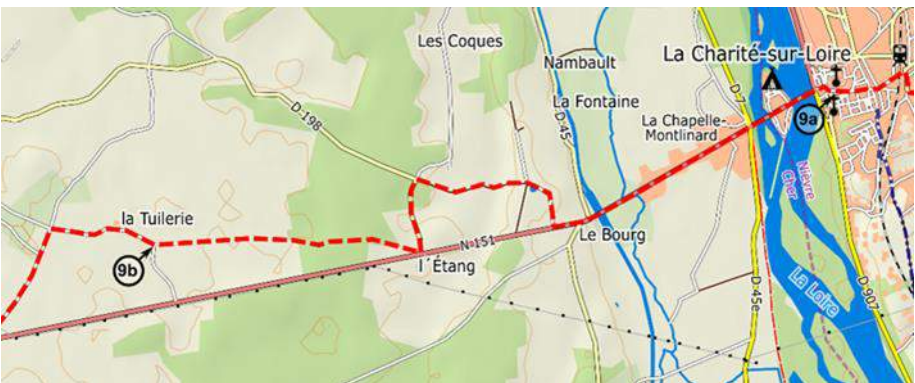 Les Coques
La Charité-sur-Loire
Nambault
D-7
D-198
La Fontaine
9a
La Chapelle-
Montlinard
D-45
Nièvre
Cher
la Tuilerie
N 151
Le Bourg
9b
l´Étang
La Loire
D-45e
D-907